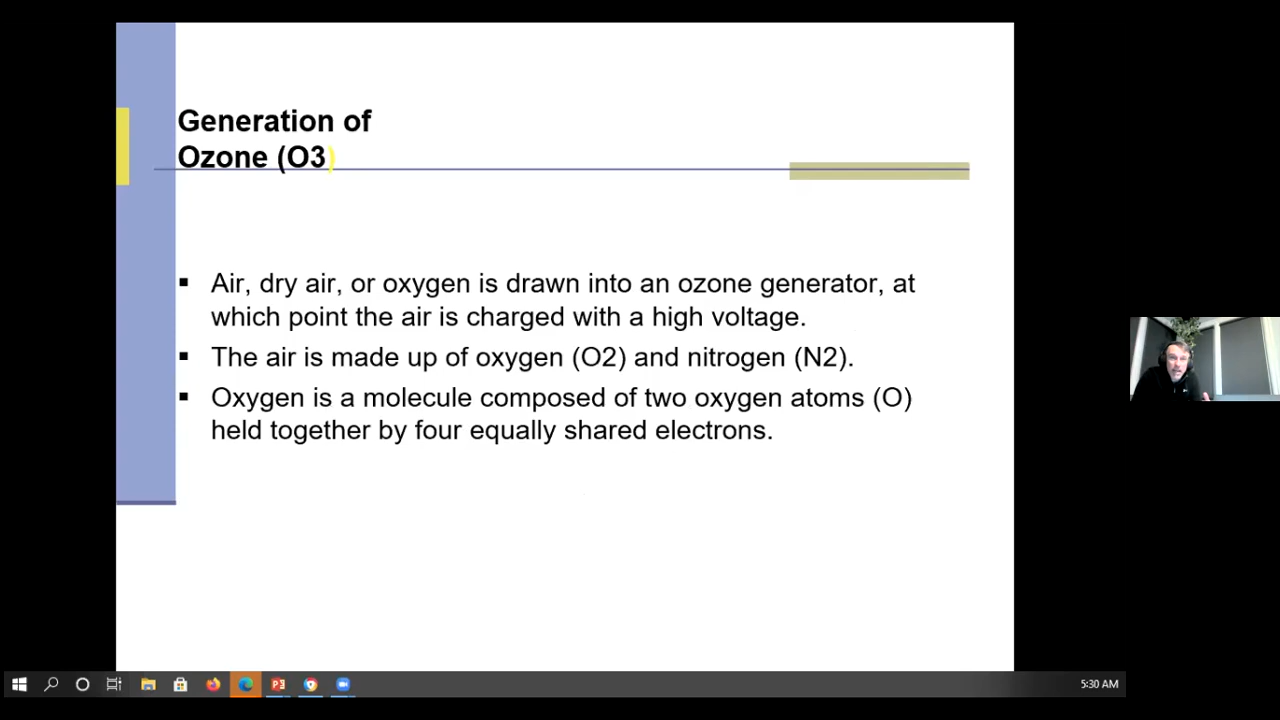 Generation of
Ozone (O3)
▪ Air, dry air, or oxygen is drawn into an ozone generator, at
which point the air is charged with a high voltage.
▪ The air is made up of oxygen (O2) and nitrogen (N2).
▪ Oxygen is a molecule composed of two oxygen atoms (O)
held together by four equally shared electrons.
5:30 AM